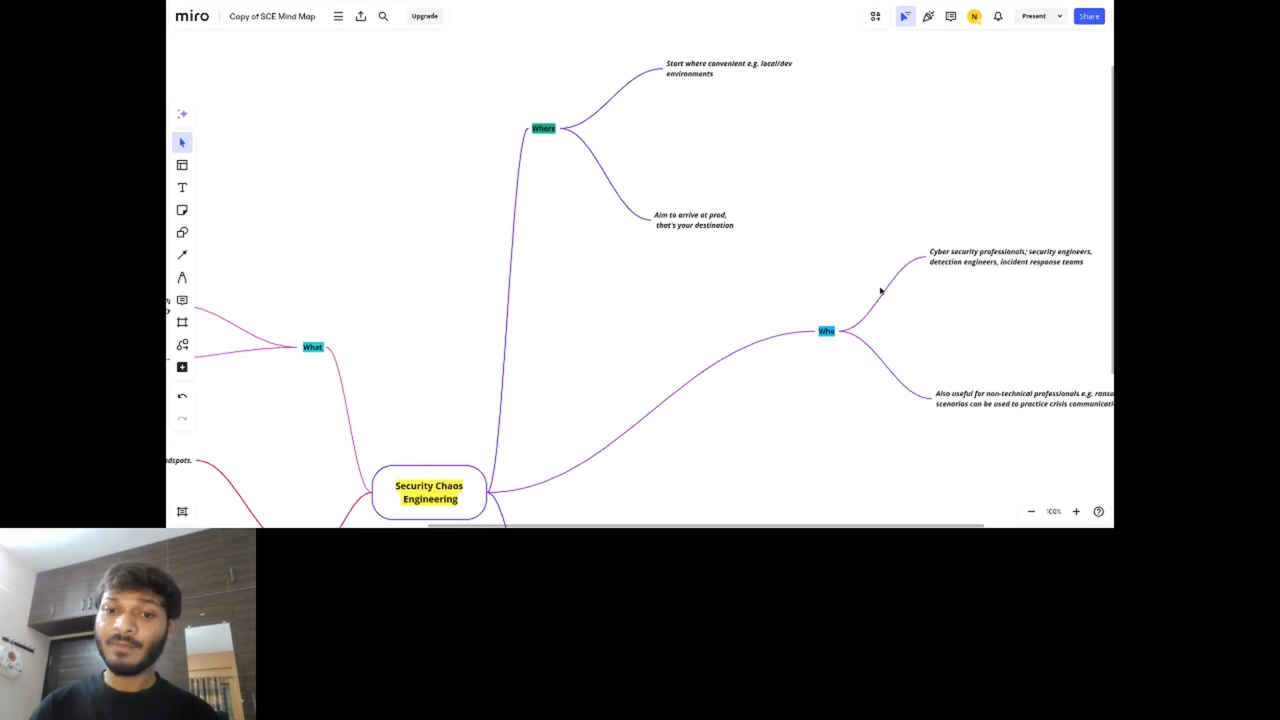 miro
Copy of SCE Mind Map
Upgrade
N
Present
Share
Start where convenient e.g. local/dev
environments
Where
Aim to arrive at prod,
that's your destination
Cyber security professionals; security engineers,
detection engineers, incident response teams
Who
What
Also useful for non-technical professionals e.g. ranso
scenarios can be used to practice crisis communicati
dspots.
Security Chaos
Engineering
100%